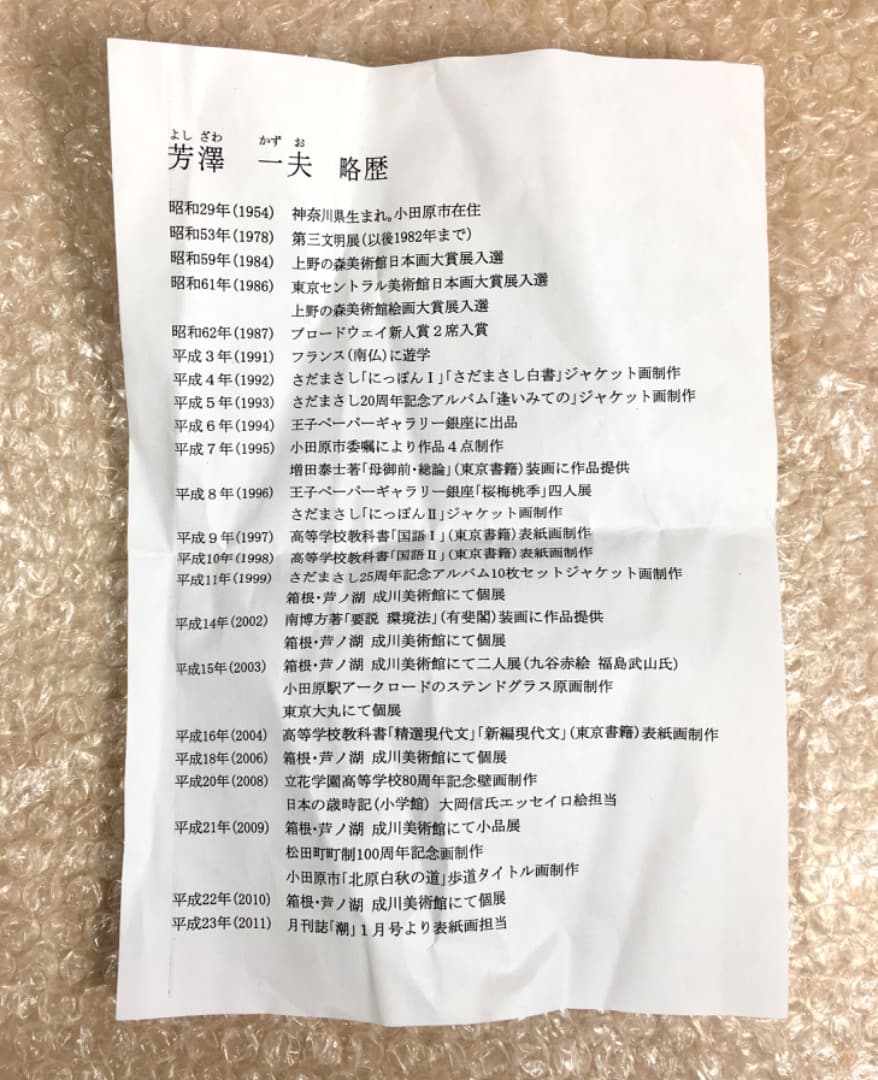 よし ざわ かず お
芳澤 一夫 略歴
昭和29年(1954) 神奈川県生まれ。小田原市在住
昭和53年(1978) 第三文明展(以後1982年まで)
昭和59年(1984) 上野の森美術館日本画大賞展入選
昭和61年(1986) 東京セントラル美術館日本画大賞展入選
上野の森美術館絵画大賞展入選
昭和62年(1987) ブロードウェイ新人賞2席入賞
平成3年(1991) フランス(南仏)に遊学
平成4年(1992) さだまさし「にっぽんⅠ」「さだまさし白書」ジャケット画制作
平成5年(1993) さだまさし20周年記念アルバム「逢いみての」ジャケット画制作
平成6年(1994) 王子ペーパーギャラリー銀座に出品
平成7年(1995) 小田原市委嘱により作品4点制作
増田泰士著「母御前・総論」(東京書籍)装画に作品提供
平成8年(1996) 王子ペーパーギャラリー銀座「桜梅桃季」四人展
さだまさし「にっぽんⅡ」ジャケット画制作
平成9年(1997) 高等学校教科書「国語Ⅰ」(東京書籍)表紙画制作
平成10年(1998) 高等学校教科書「国語Ⅱ」(東京書籍)表紙画制作
平成11年(1999) さだまさし25周年記念アルバム10枚セットジャケット画制作
箱根・芦ノ湖 成川美術館にて個展
平成14年(2002) 南博方著「要説 環境法」(有斐閣)装画に作品提供
箱根・芦ノ湖 成川美術館にて個展
平成15年(2003) 箱根・芦ノ湖 成川美術館にて二人展(九谷赤絵 福島武山氏)
小田原駅アークロードのステンドグラス原画制作
東京大丸にて個展
平成16年(2004) 高等学校教科書「精選現代文」「新編現代文」(東京書籍)表紙画制作
平成18年(2006) 箱根・芦ノ湖 成川美術館にて個展
平成20年(2008) 立花学園高等学校80周年記念壁画制作
日本の歳時記(小学館) 大岡信氏エッセイロ絵担当
平成21年(2009) 箱根・芦ノ湖 成川美術館にて小品展
松田町町制100周年記念画制作
小田原市「北原白秋の道」歩道タイトル画制作
平成22年(2010) 箱根・芦ノ湖 成川美術館にて個展
平成23年(2011) 月刊誌「潮」1月号より表紙画担当